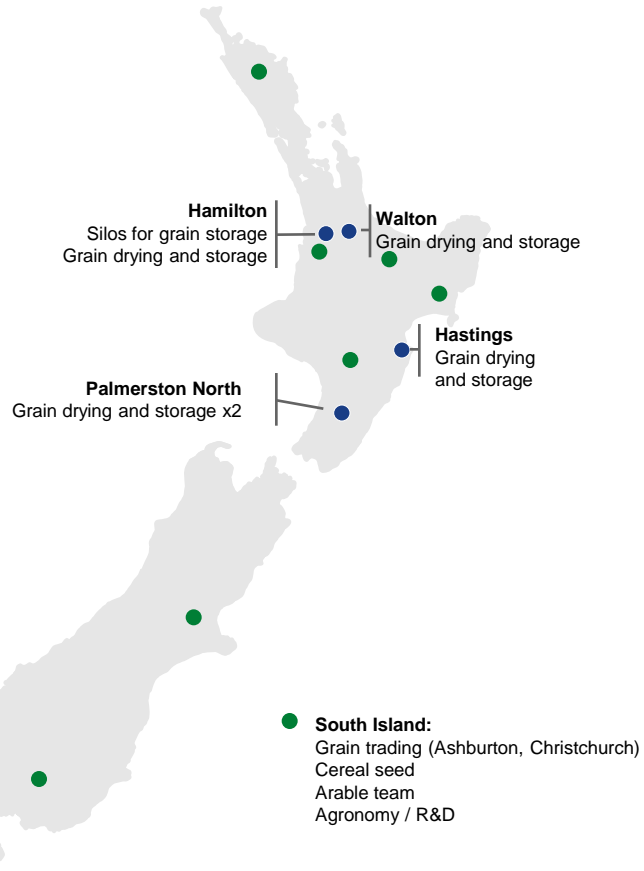 Hamilton
Silos for grain storage
Grain drying and storage
Walton
Grain drying and storage
Hastings
Grain drying
and storage
Palmerston North
Grain drying and storage x2
South Island:
Grain trading (Ashburton, Christchurch)
Cereal seed
Arable team
Agronomy / R&D